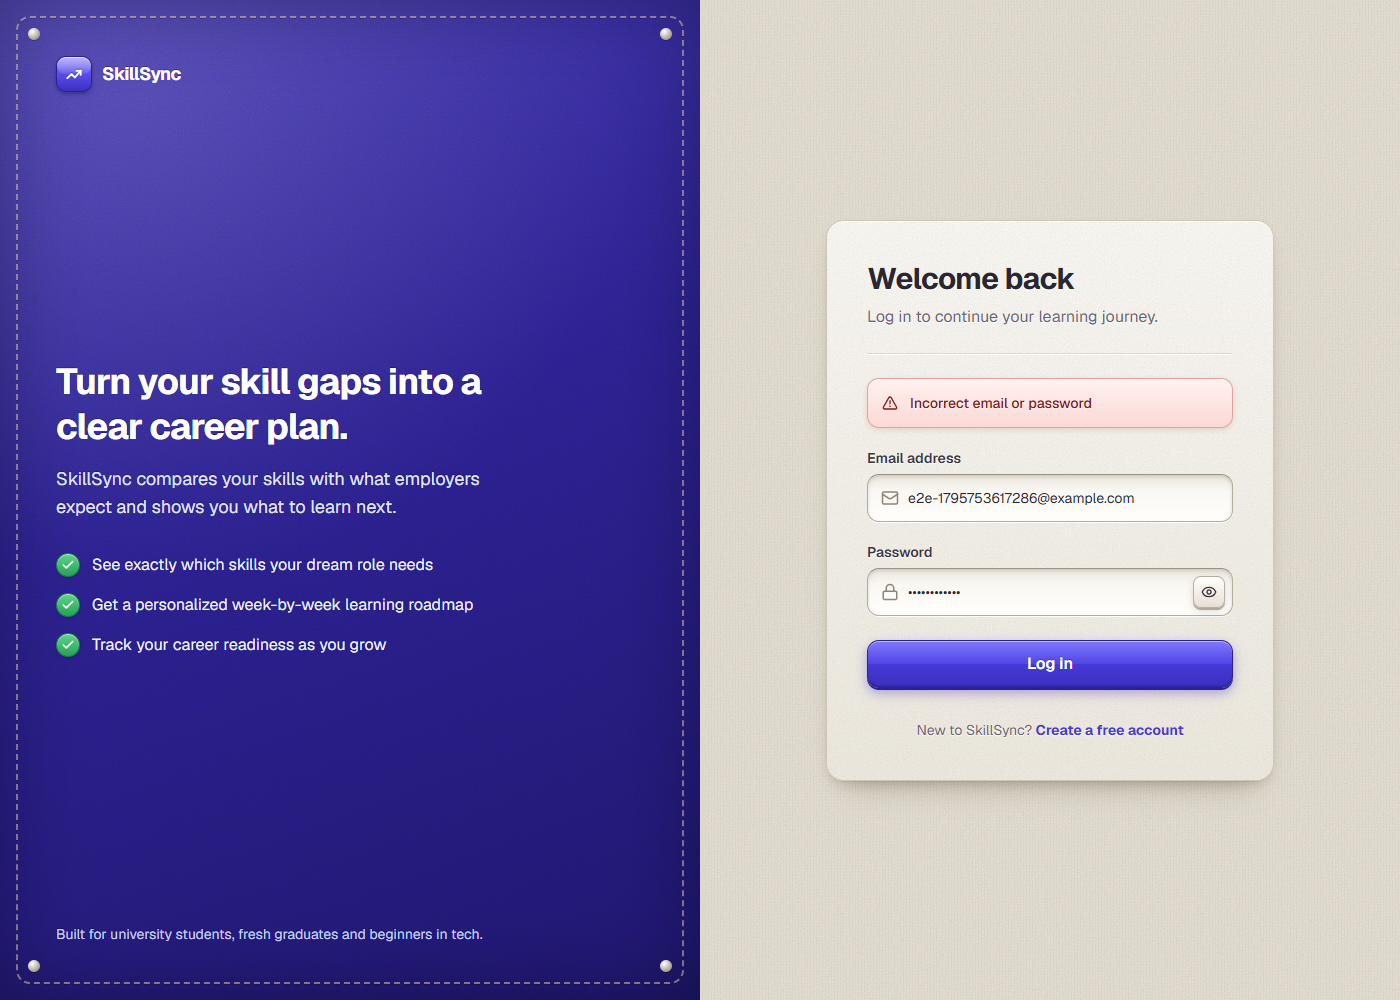 SkillSync
Turn your skill gaps into a
clear career plan.
SkillSync compares your skills with what employers
expect and shows you what to learn next.
See exactly which skills your dream role needs
Get a personalized week-by-week learning roadmap
Track your career readiness as you grow
Built for university students, fresh graduates and beginners in tech.
Welcome back
Log in to continue your learning journey.
Incorrect email or password
Email address
e2e-1795753617286@example.com
Password
••••••••••••
Log in
New to SkillSync? Create a free account